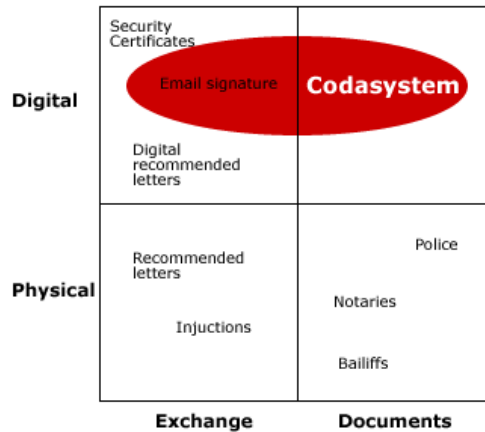 Security
Certificates
Email signature
Codasystem
Digital
Digital
recommended
letters
Recommended
letters
Police
Physical
Notaries
Injuctions
Bailiffs
Exchange
Documents